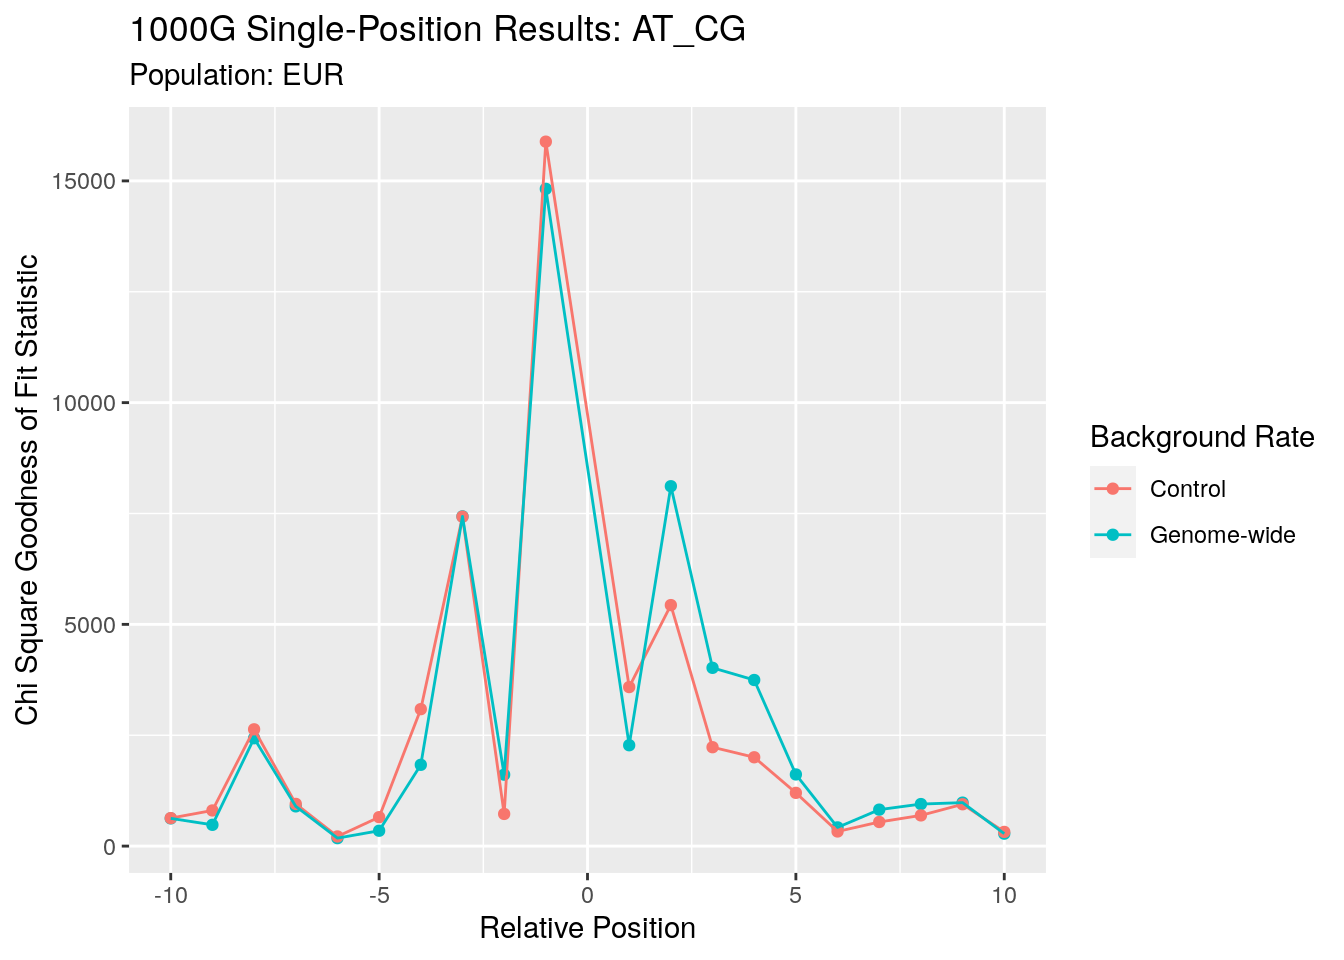 1000G Single-Position Results: AT_CG
Population: EUR
Chi Square Goodness of Fit Statistic
15000
10000
5000
0
-10
-5
0
5
10
Relative Position
Background Rate
Control
Genome-wide